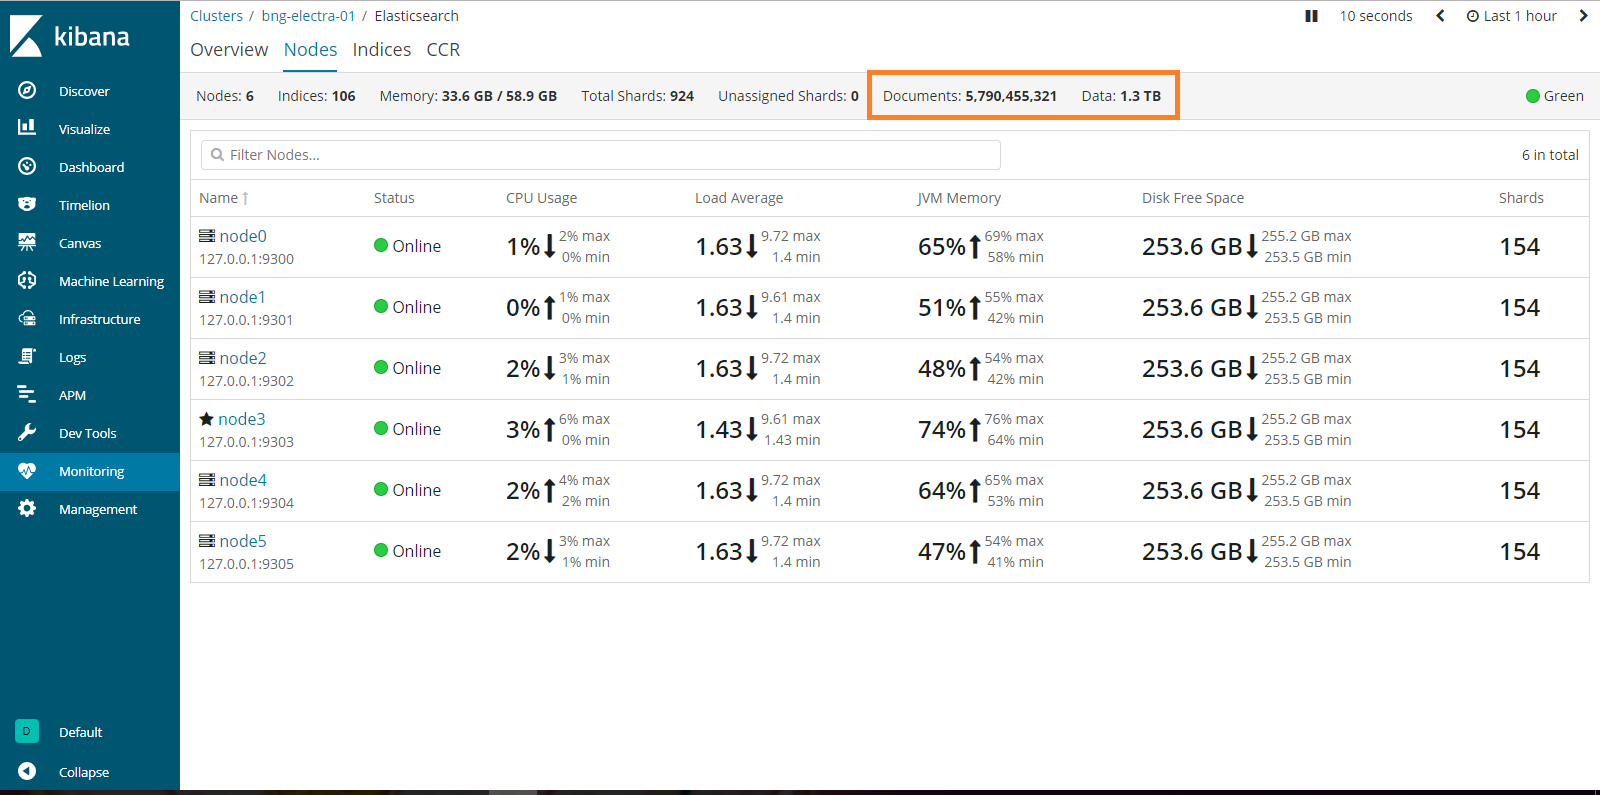 kibana
Discover
Visualize
Dashboard
Timelion
Canvas
Machine Learning
Infrastructure
Logs
APM
Dev Tools
Monitoring
Management
D Default
Collapse
Clusters / bng-electra-01 / Elasticsearch
10 seconds Last 1 hour
Overview Nodes Indices CCR
Nodes: 6 Indices: 106 Memory: 33.6 GB / 58.9 GB Total Shards: 924 Unassigned Shards: 0 Documents: 5,790,455,321 Data: 1.3 TB Green
Filter Nodes... 6 in total
Name↑ Status CPU Usage Load Average JVM Memory Disk Free Space Shards
node0 Online 1%↓ 2% max 1.63↓ 9.72 max 65%↑ 69% max 253.6 GB↓ 255.2 GB max 154
127.0.0.1:9300 0% min 1.4 min 58% min 253.5 GB min
node1 Online 0%↑ 1% max 1.63↓ 9.61 max 51%↑ 55% max 253.6 GB↓ 255.2 GB max 154
127.0.0.1:9301 0% min 1.4 min 42% min 253.5 GB min
node2 Online 2%↓ 3% max 1.63↓ 9.72 max 48%↑ 54% max 253.6 GB↓ 255.2 GB max 154
127.0.0.1:9302 1% min 1.4 min 42% min 253.5 GB min
★ node3 Online 3%↑ 6% max 1.43↓ 9.61 max 74%↑ 76% max 253.6 GB↓ 255.2 GB max 154
127.0.0.1:9303 0% min 1.43 min 64% min 253.5 GB min
node4 Online 2%↑ 4% max 1.63↓ 9.72 max 64%↑ 65% max 253.6 GB↓ 255.2 GB max 154
127.0.0.1:9304 2% min 1.4 min 53% min 253.5 GB min
node5 Online 2%↓ 3% max 1.63↓ 9.72 max 47%↑ 54% max 253.6 GB↓ 255.2 GB max 154
127.0.0.1:9305 1% min 1.4 min 41% min 253.5 GB min